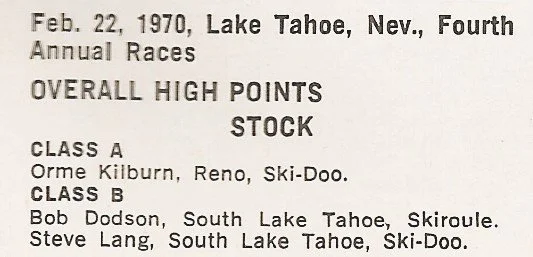 Feb. 22, 1970, Lake Tahoe, Nev., Fourth
Annual Races
OVERALL HIGH POINTS
STOCK
CLASS A
Orme Kilburn, Reno, Ski-Doo.
CLASS B
Bob Dodson, South Lake Tahoe, Skiroule.
Steve Lang, South Lake Tahoe, Ski-Doo.